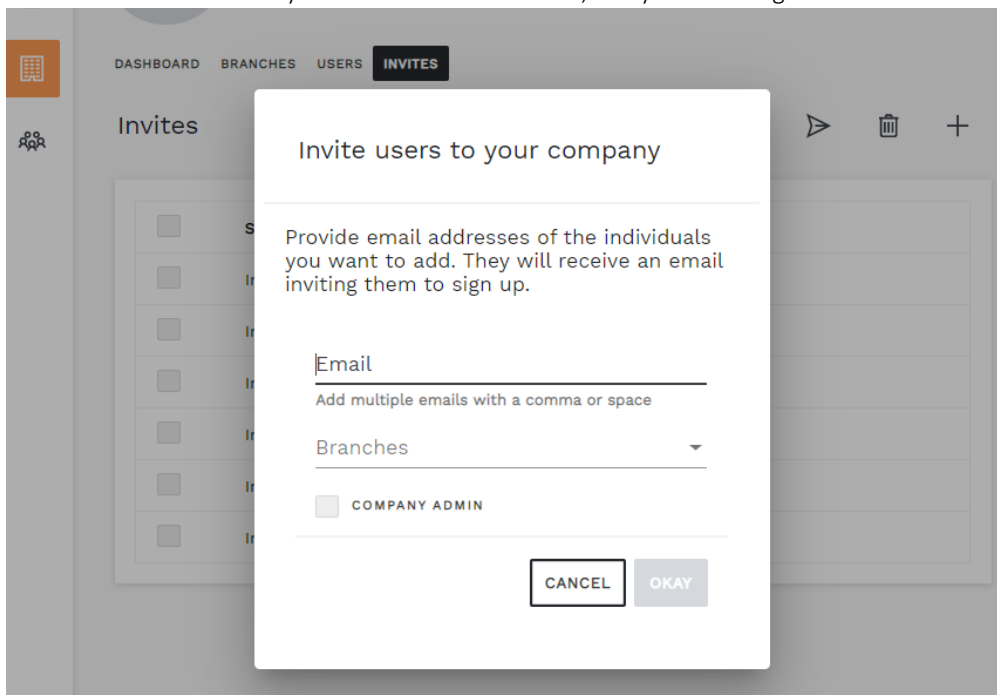 DASHBOARD BRANCHES USERS INVITES
Invites
Invite users to your company
Provide email addresses of the individuals
you want to add. They will receive an email
inviting them to sign up.
Email
Add multiple emails with a comma or space
Branches
COMPANY ADMIN
CANCEL OKAY